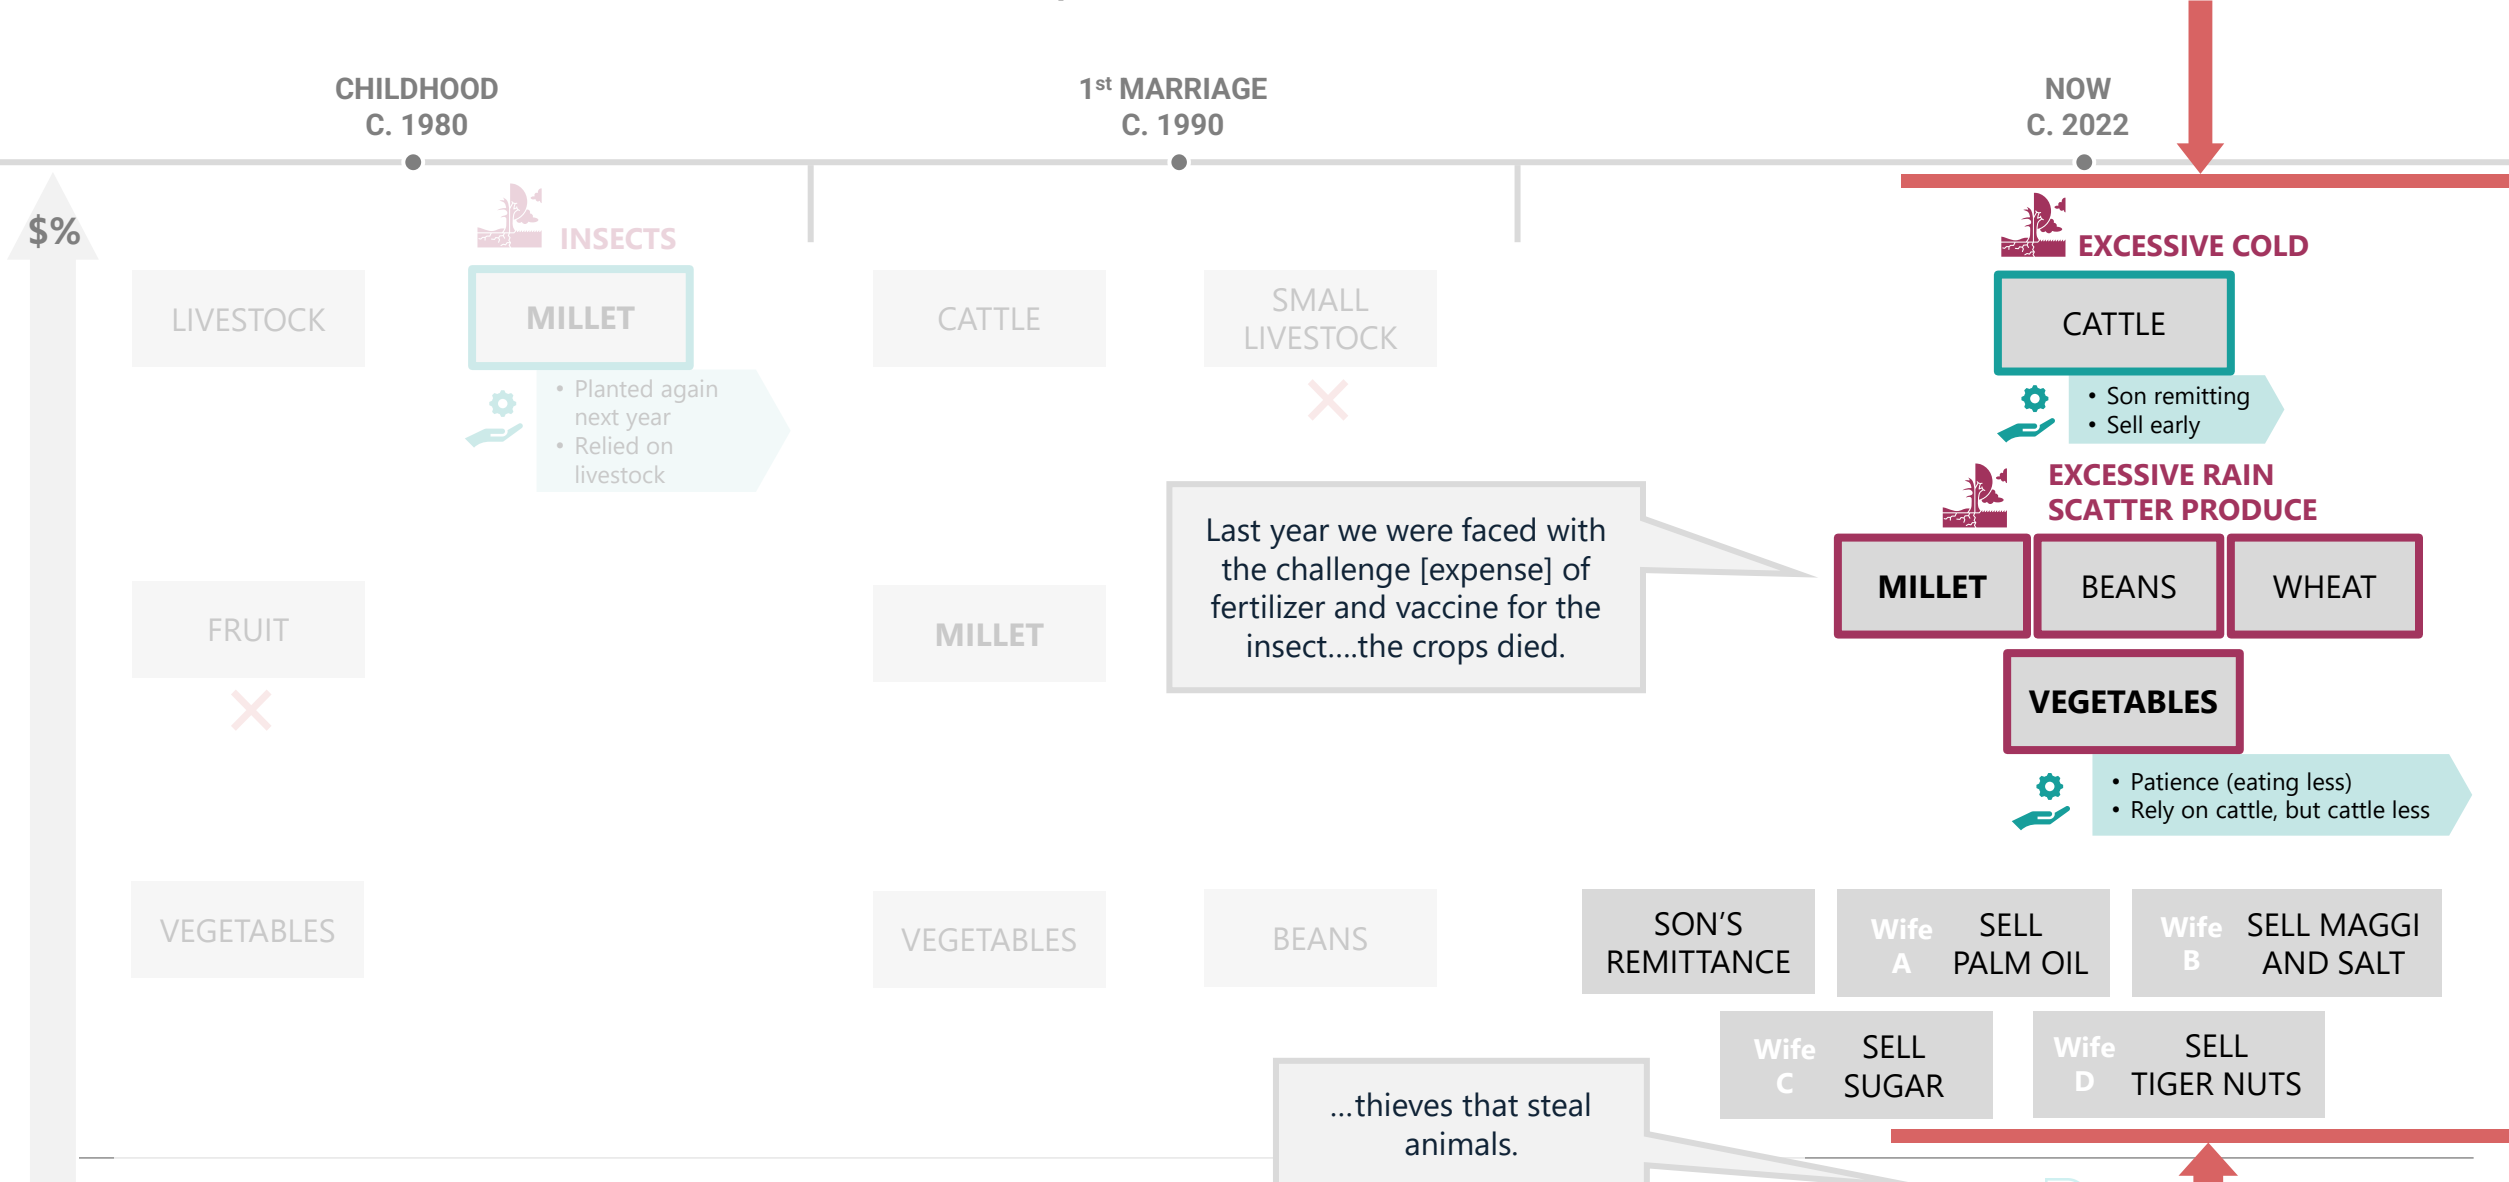 CHILDHOOD
C. 1980
1st MARRIAGE
C. 1990
NOW
C. 2022
$%
INSECTS
LIVESTOCK
MILLET
• Planted again
next year
• Relied on
livestock
FRUIT
VEGETABLES
CATTLE
SMALL
LIVESTOCK
MILLET
VEGETABLES
BEANS
Last year we were faced with
the challenge [expense] of
fertilizer and vaccine for the
insect....the crops died.
...thieves that steal
animals.
EXCESSIVE COLD
CATTLE
• Son remitting
• Sell early
EXCESSIVE RAIN
SCATTER PRODUCE
MILLET
BEANS
WHEAT
VEGETABLES
• Patience (eating less)
• Rely on cattle, but cattle less
SON'S
REMITTANCE
Wife
A
SELL
PALM OIL
Wife
B
SELL MAGGI
AND SALT
Wife
C
SELL
SUGAR
Wife
D
SELL
TIGER NUTS